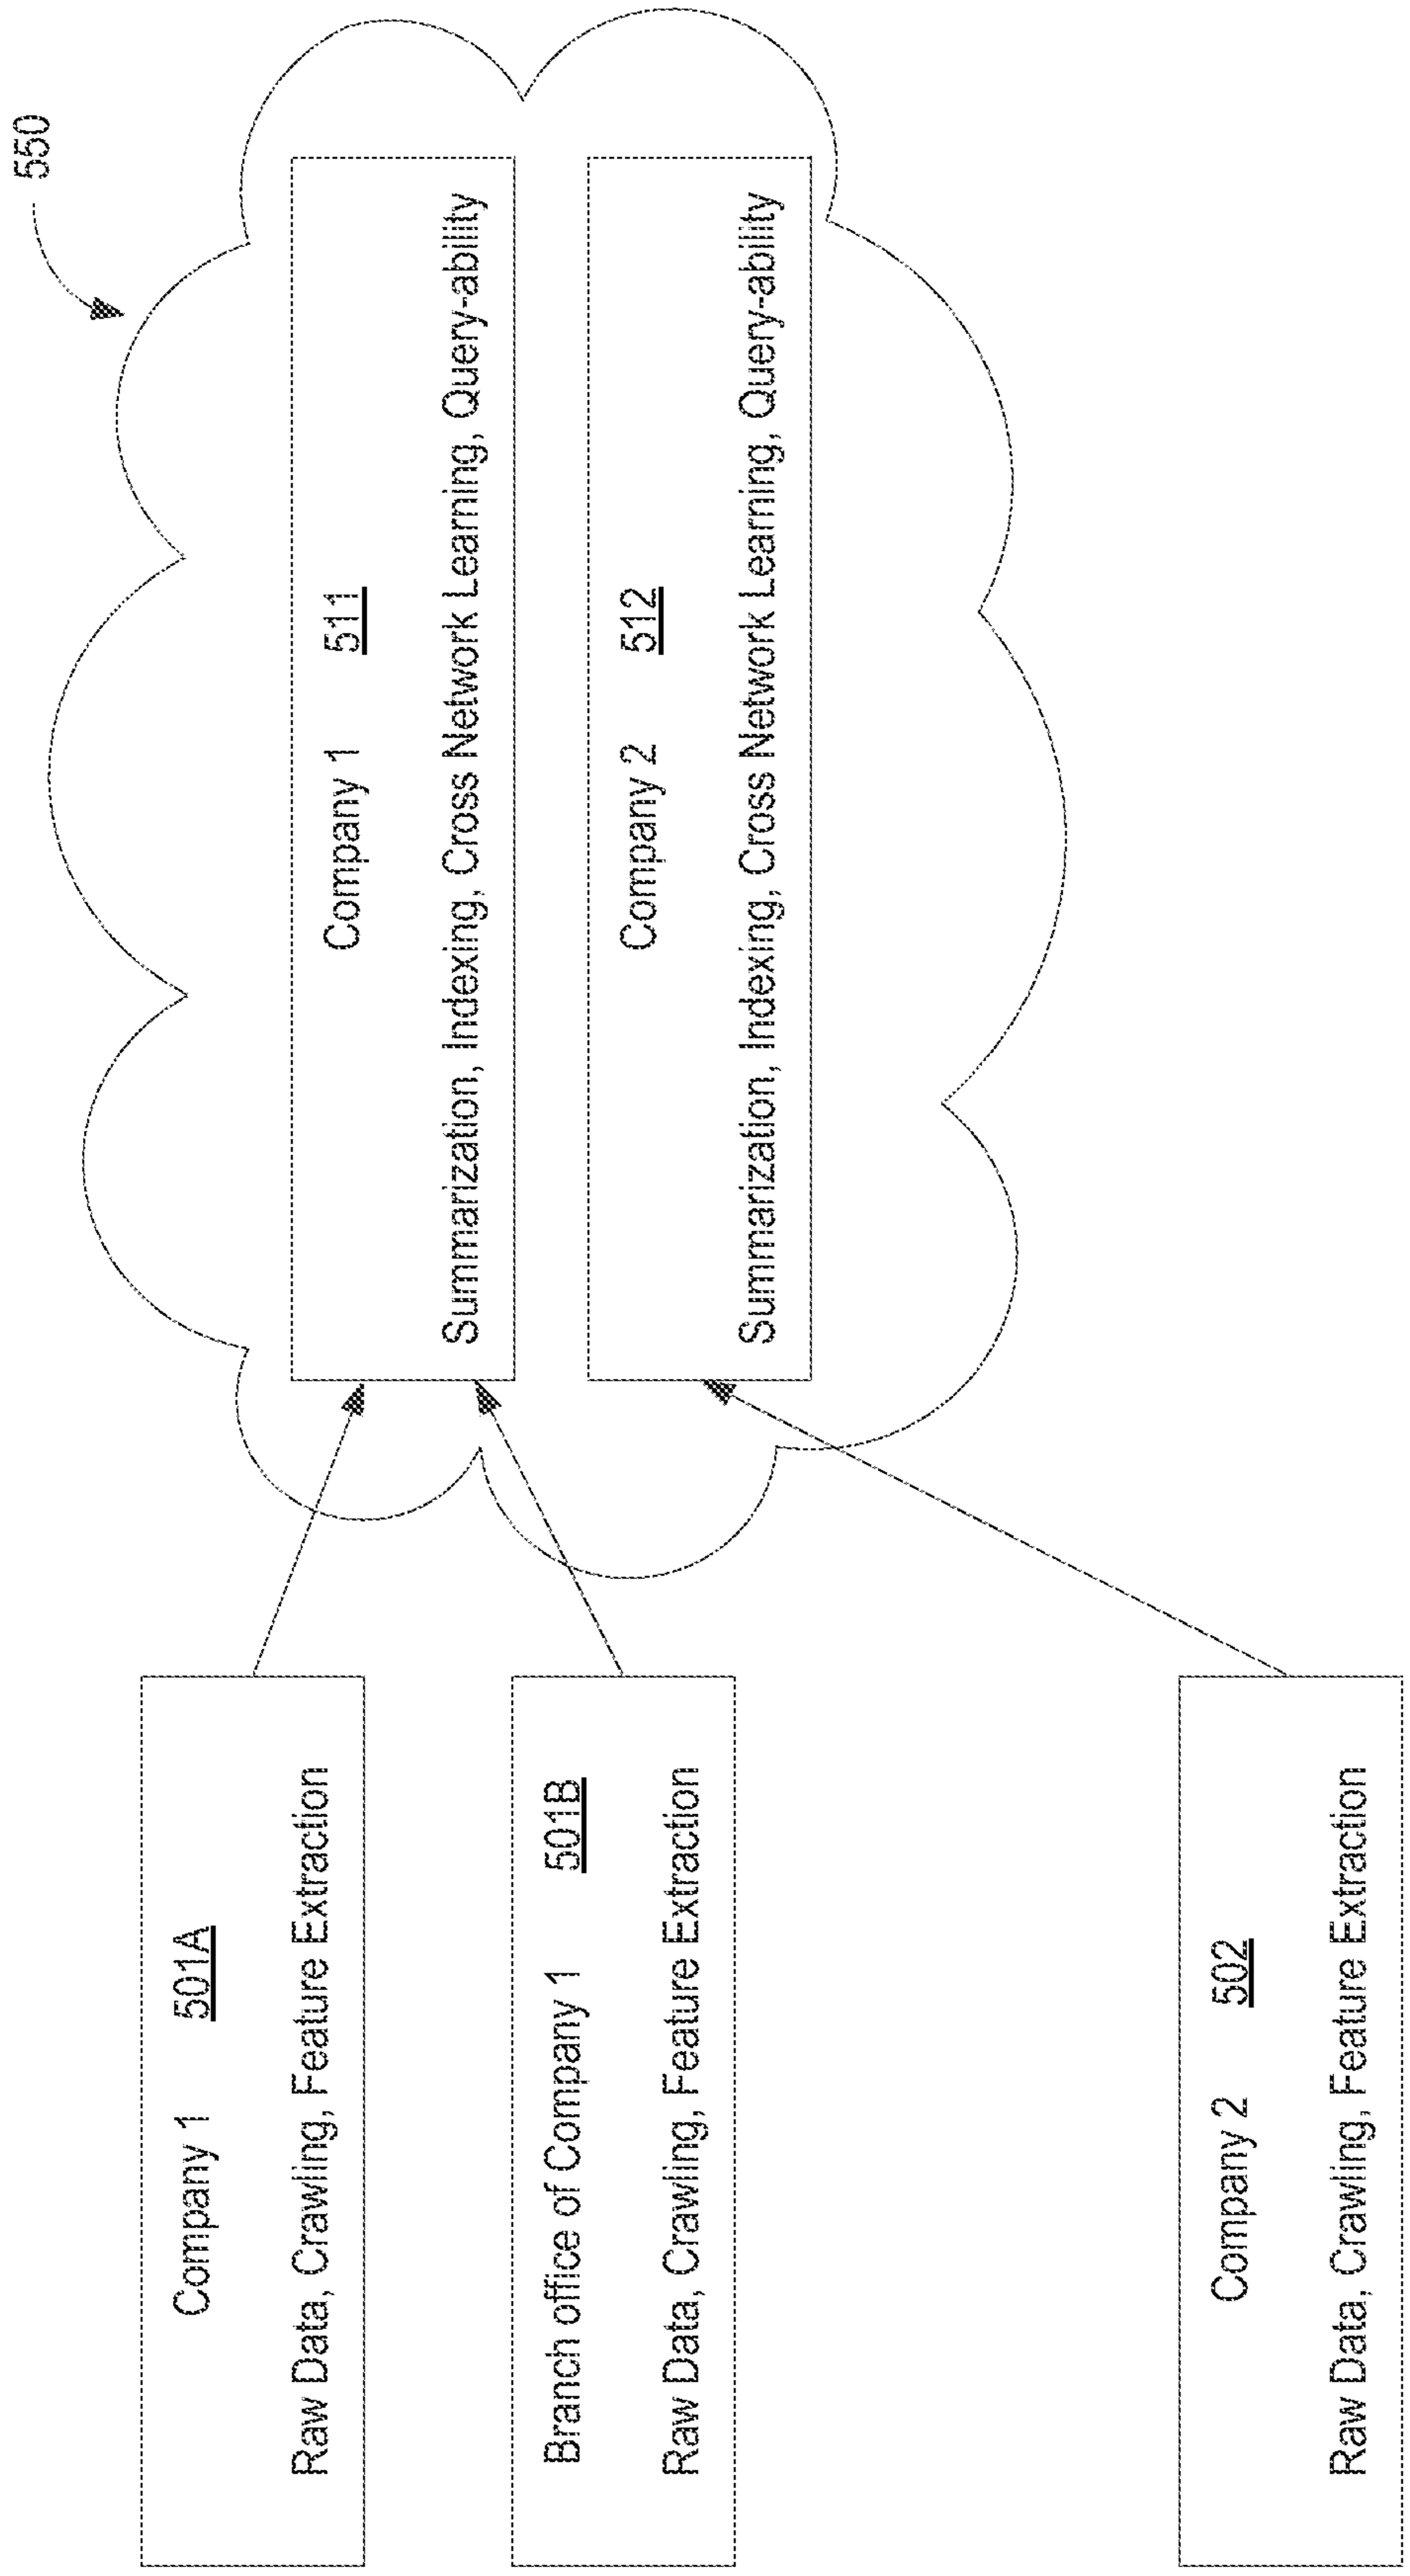 550
Company 1 511
Summarization, Indexing, Cross Network Learning, Query-ability
Company 2 512
Summarization, Indexing, Cross Network Learning, Query-ability
Company 1 501A
Raw Data, Crawling, Feature Extraction
Branch office of Company 1 501B
Raw Data, Crawling, Feature Extraction
Company 2 502
Raw Data, Crawling, Feature Extraction